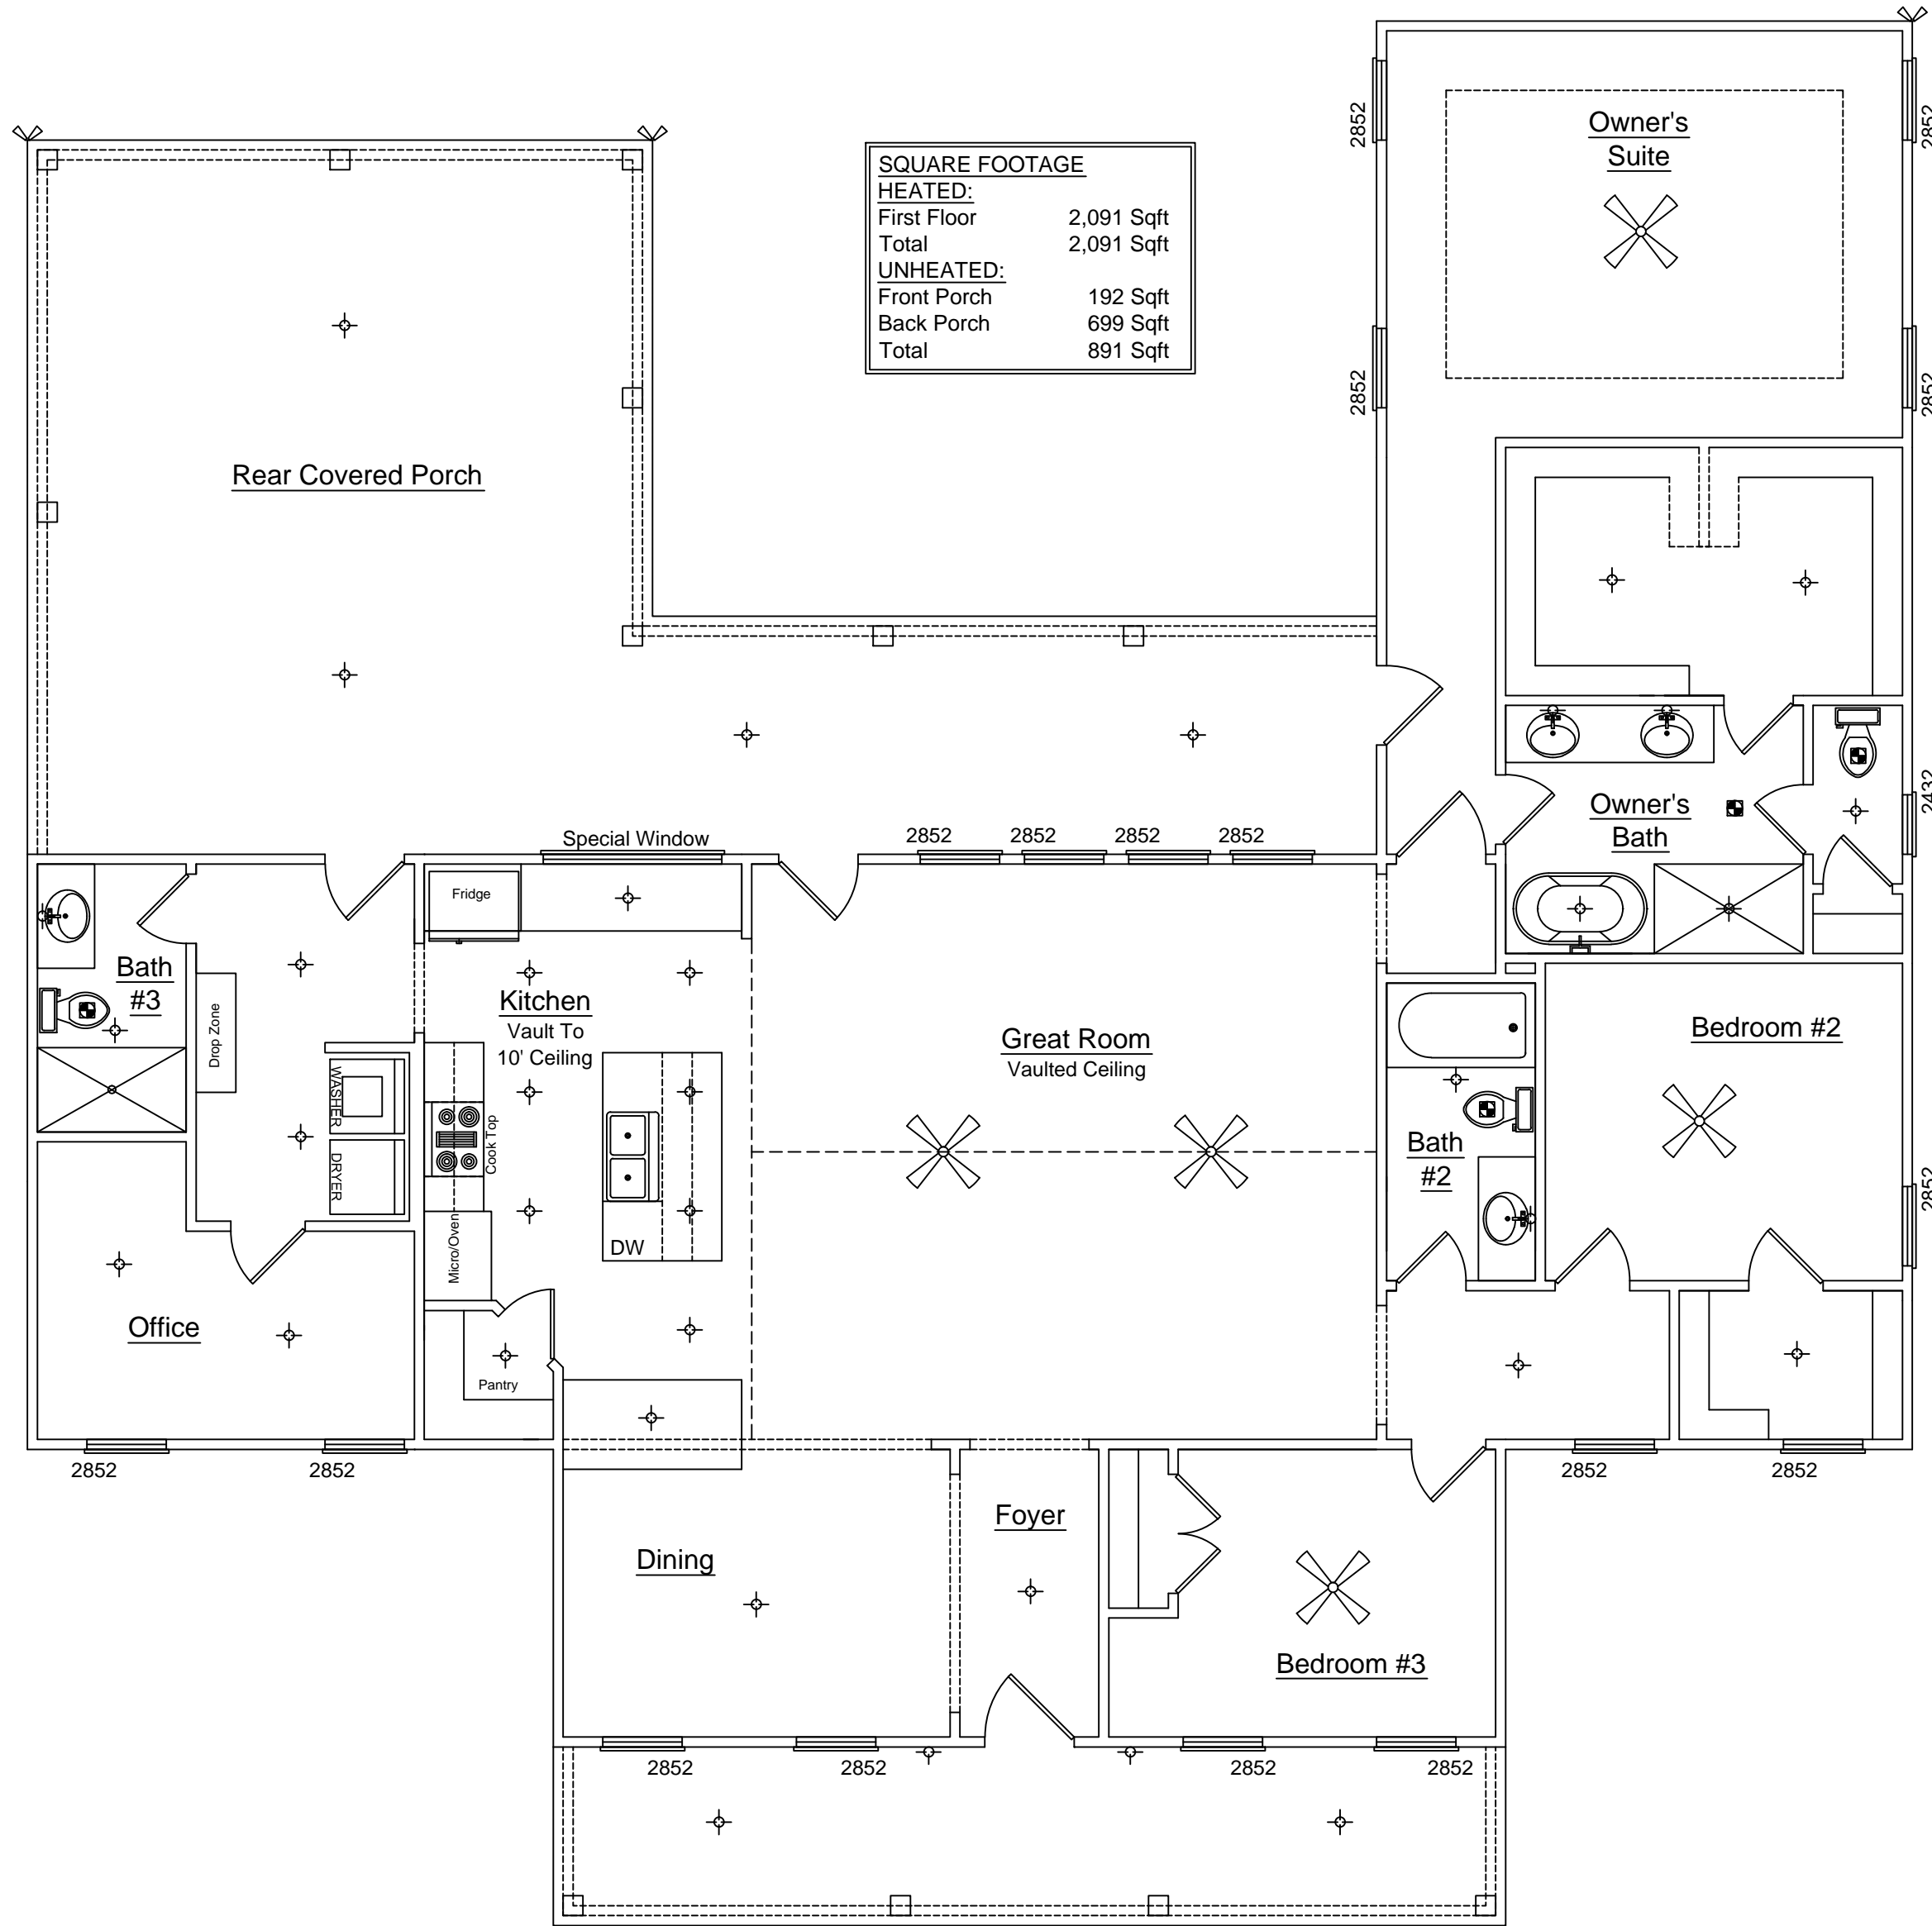 Owner's
Suite
2852
2852
2852
2852
SQUARE FOOTAGE
HEATED:
First Floor 2,091 Sqft
Total 2,091 Sqft
UNHEATED:
Front Porch 192 Sqft
Back Porch 699 Sqft
Total 891 Sqft
Rear Covered Porch
Owner's
Bath
2432
Special Window
2852 2852 2852 2852
Fridge
Bath
#3
Drop Zone
Kitchen
Vault To
10' Ceiling
Great Room
Vaulted Ceiling
Bedroom #2
WASHER
DRYER
Cook Top
Micro/Oven
DW
Bath
#2
2852
Office
Pantry
2852 2852
2852 2852
Foyer
Dining
Bedroom #3
2852 2852 2852 2852